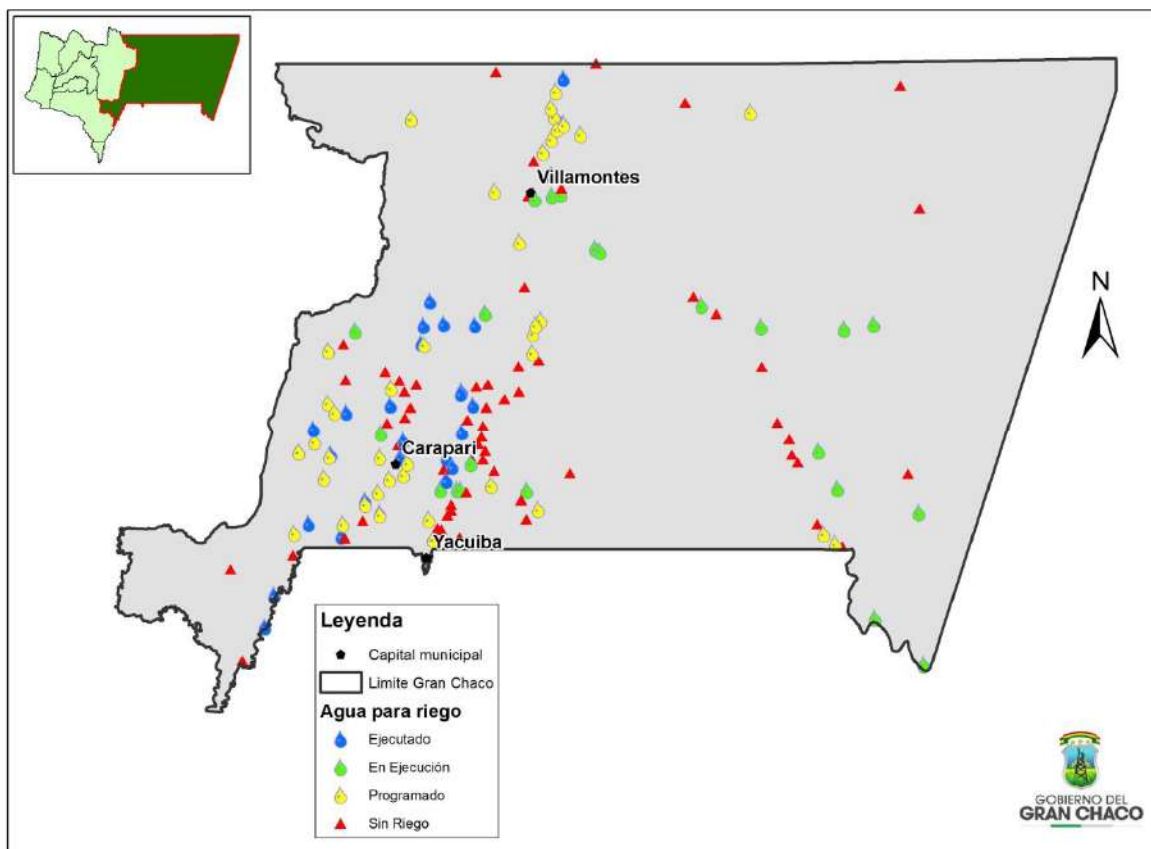 N
Villamontes
Carapari
Yacuiba
Leyenda
Capital municipal
Limite Gran Chaco
Agua para riego
Ejecutado
En Ejecución
Programado
Sin Riego
GOBIERNO DEL
GRAN CHACO